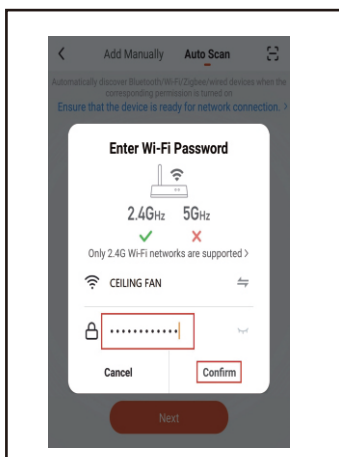 Add Manually Auto Scan
Automatically discover Bluetooth/Wi-Fi/Zigbee/wired devices when the
corresponding permission is turned on
Ensure that the device is ready for network connection. >
Enter Wi-Fi Password
2.4GHz 5GHz
Only 2.4G Wi-Fi networks are supported >
CEILING FAN
Cancel Confirm
Next